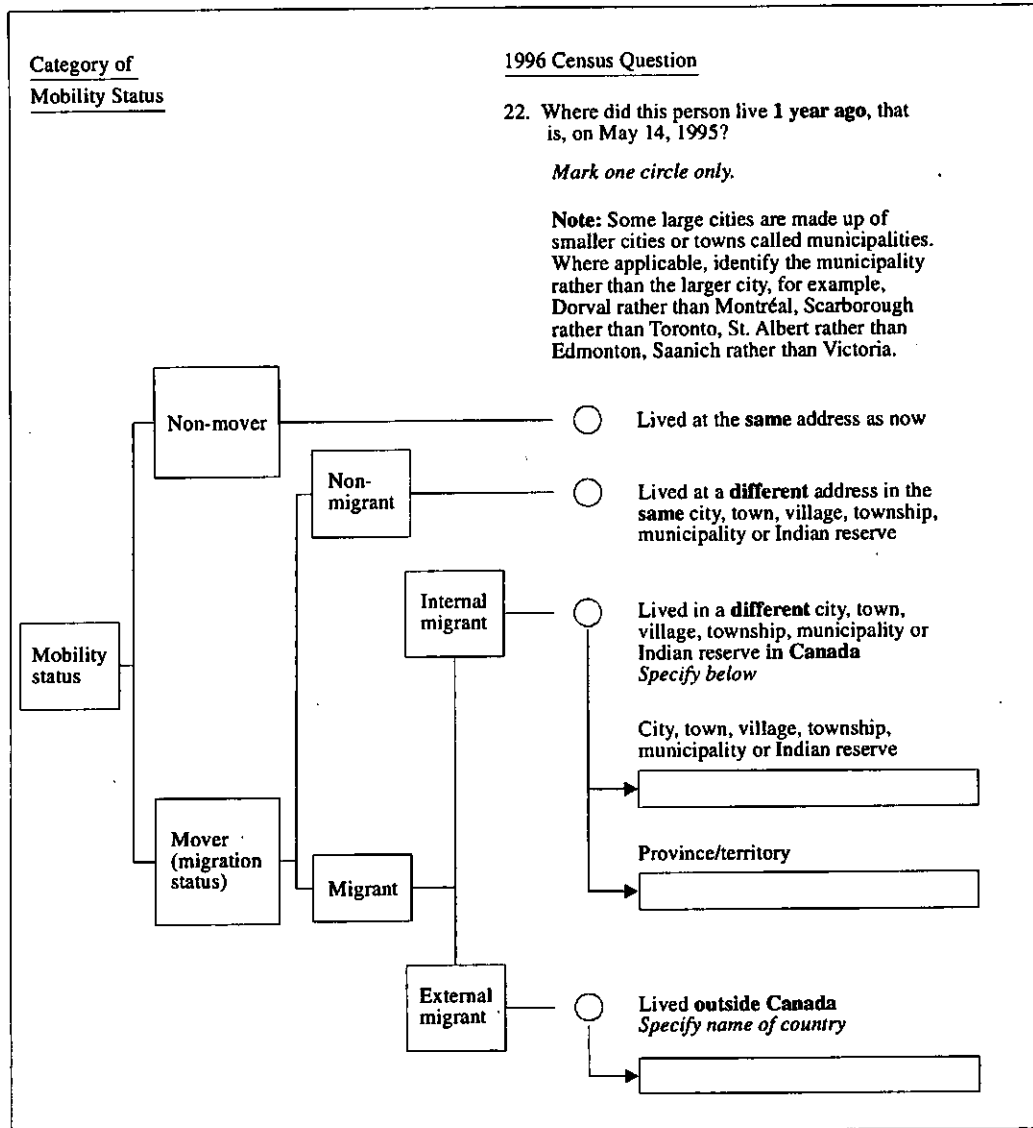 Category of
Mobility Status
1996 Census Question
22. Where did this person live 1 year ago, that
is, on May 14, 1995?
Mark one circle only.
Note: Some large cities are made up of
smaller cities or towns called municipalities.
Where applicable, identify the municipality
rather than the larger city, for example,
Dorval rather than Montréal, Scarborough
rather than Toronto, St. Albert rather than
Edmonton, Saanich rather than Victoria.
Non-mover
Lived at the same address as now
Non-
migrant
Lived at a different address in the
same city, town, village, township,
municipality or Indian reserve
Internal
migrant
Lived in a different city, town,
village, township, municipality or
Indian reserve in Canada
Specify below
Mobility
status
City, town, village, township,
municipality or Indian reserve
Mover
(migration
status)
Province/territory
Migrant
External
migrant
Lived outside Canada
Specify name of country